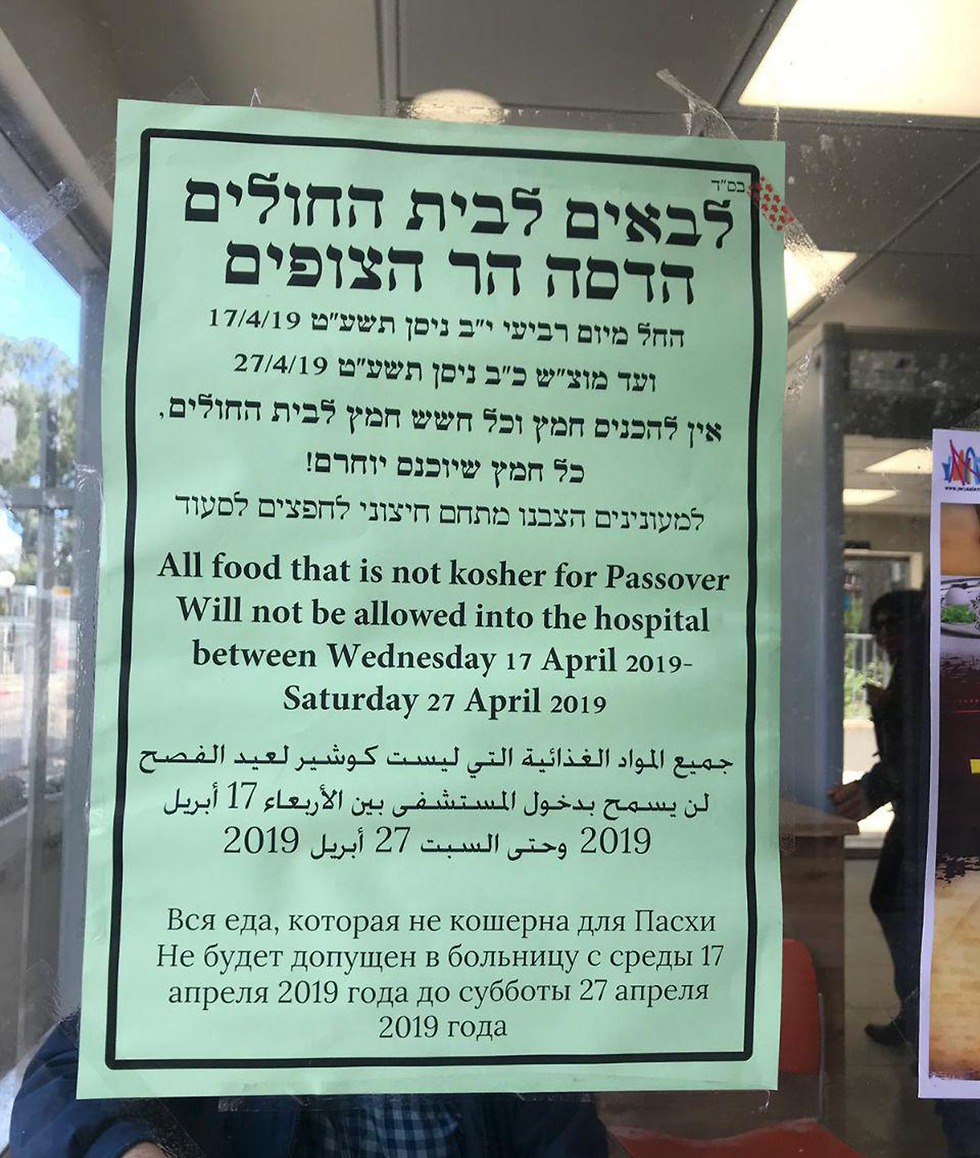 בס"ד
לבאים לבית החולים
הדסה הר הצופים
החל מיום רביעי י"ב ניסן תשע"ט 17/4/19
ועד מוצ"ש כ"ב ניסן תשע"ט 27/4/19
אין להכניס חמץ וכל חשש חמץ לבית החולים,
כל חמץ שיוכנס יוחרם!
למעונינים הצבנו מתחם חיצוני לחפצים לסעוד
All food that is not kosher for Passover
Will not be allowed into the hospital
between Wednesday 17 April 2019-
Saturday 27 April 2019
جميع المواد الغذائية التي ليست كوشير لعيد الفصح
لن يسمح بدخول المستشفى بين الأربعاء 17 أبريل
2019 وحتى السبت 27 أبريل 2019
Вся еда, которая не кошерна для Пасхи
Не будет допущен в больницу с среды 17
апреля 2019 года до субботы 27 апреля
2019 года